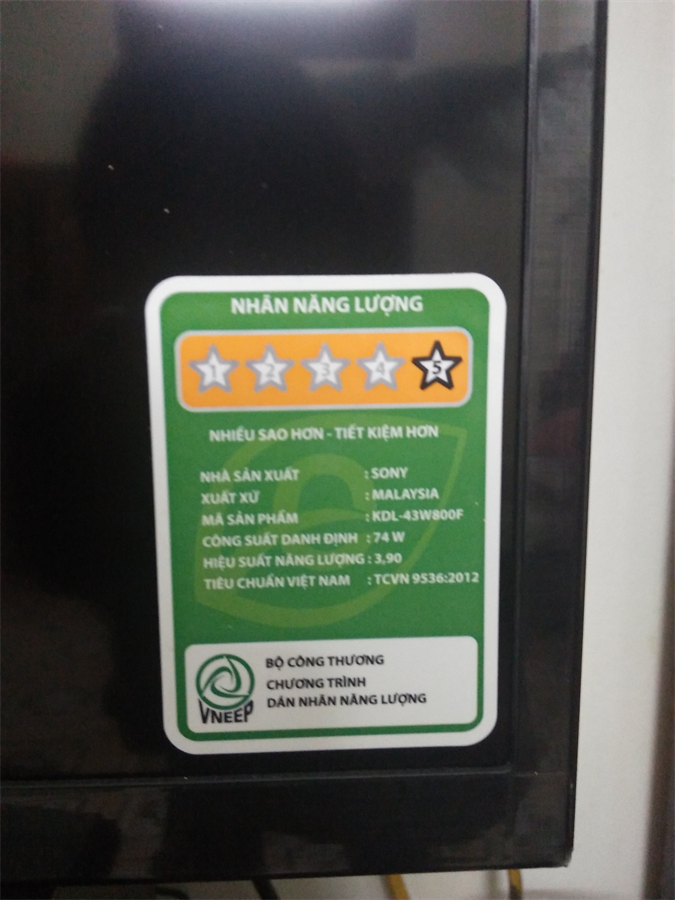 NHÃN NĂNG LƯỢNG
1 2 3 4 5
NHIỀU SAO HƠN - TIẾT KIỆM HƠN
NHÀ SẢN XUẤT : SONY
XUẤT XỨ : MALAYSIA
MÃ SẢN PHẨM : KDL-43W800F
CÔNG SUẤT DANH ĐỊNH : 74 W
HIỆU SUẤT NĂNG LƯỢNG : 3,90
TIÊU CHUẨN VIỆT NAM : TCVN 9536:2012
BỘ CÔNG THƯƠNG
CHƯƠNG TRÌNH
DÁN NHÃN NĂNG LƯỢNG
VNEEP